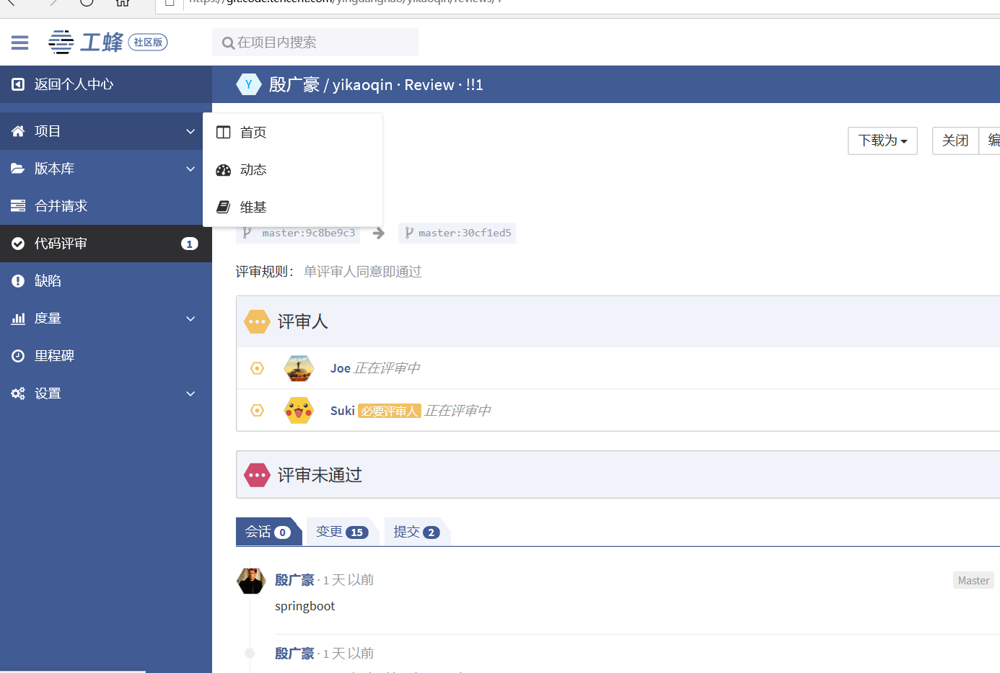 https://git.code.tencent.com/yinguanghao/yikaoqin/reviews/1
工蜂 社区版
在项目内搜索
返回个人中心
Y 殷广豪 / yikaoqin · Review · !!1
项目
首页
下载为
关闭
编
版本库
动态
合并请求
维基
代码评审 1
master:9c8be9c3
master:30cf1ed5
缺陷
评审规则： 单评审人同意即通过
度量
评审人
里程碑
Joe 正在评审中
设置
Suki 必要评审人 正在评审中
评审未通过
会话 0
变更 15
提交 2
殷广豪 · 1 天以前
Master
springboot
殷广豪 · 1 天以前